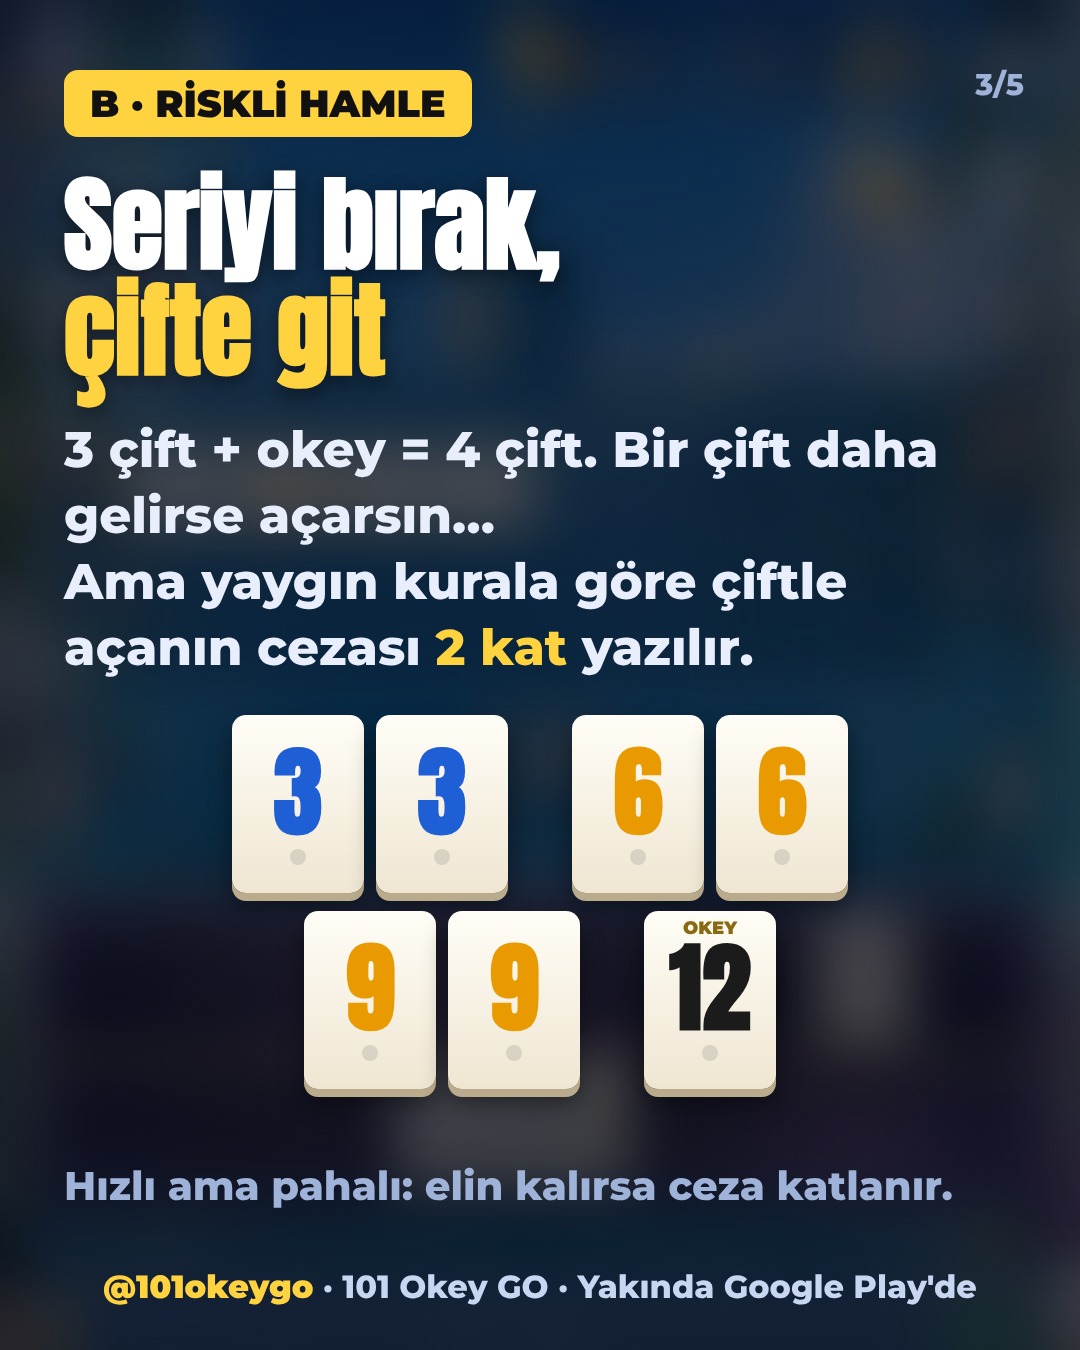 B • RİSKLİ HAMLE
3/5
Seriyi bırak,
çifte git
3 çift + okey = 4 çift. Bir çift daha
gelirse açarsın...
Ama yaygın kurala göre çiftle
açanın cezası 2 kat yazılır.
3 3 6 6
OKEY
9 9 12
Hızlı ama pahalı: elin kalırsa ceza katlanır.
@101okeygo · 101 Okey GO · Yakında Google Play'de